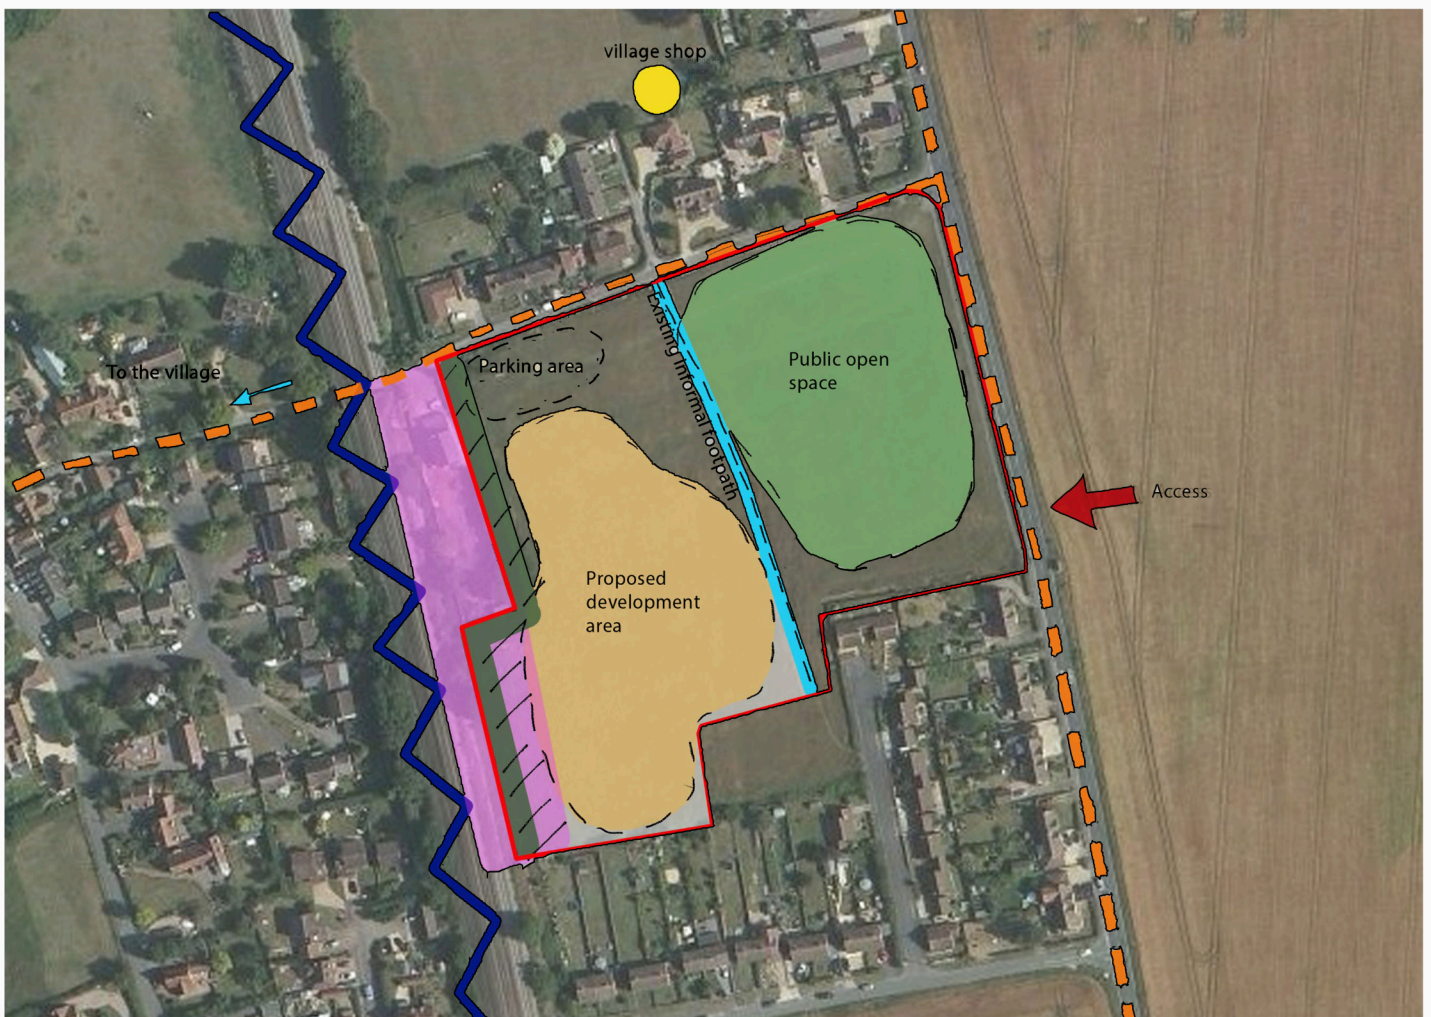 village shop
To the village
Parking area
Existing informal footpath
Public open
space
Access
Proposed
development
area